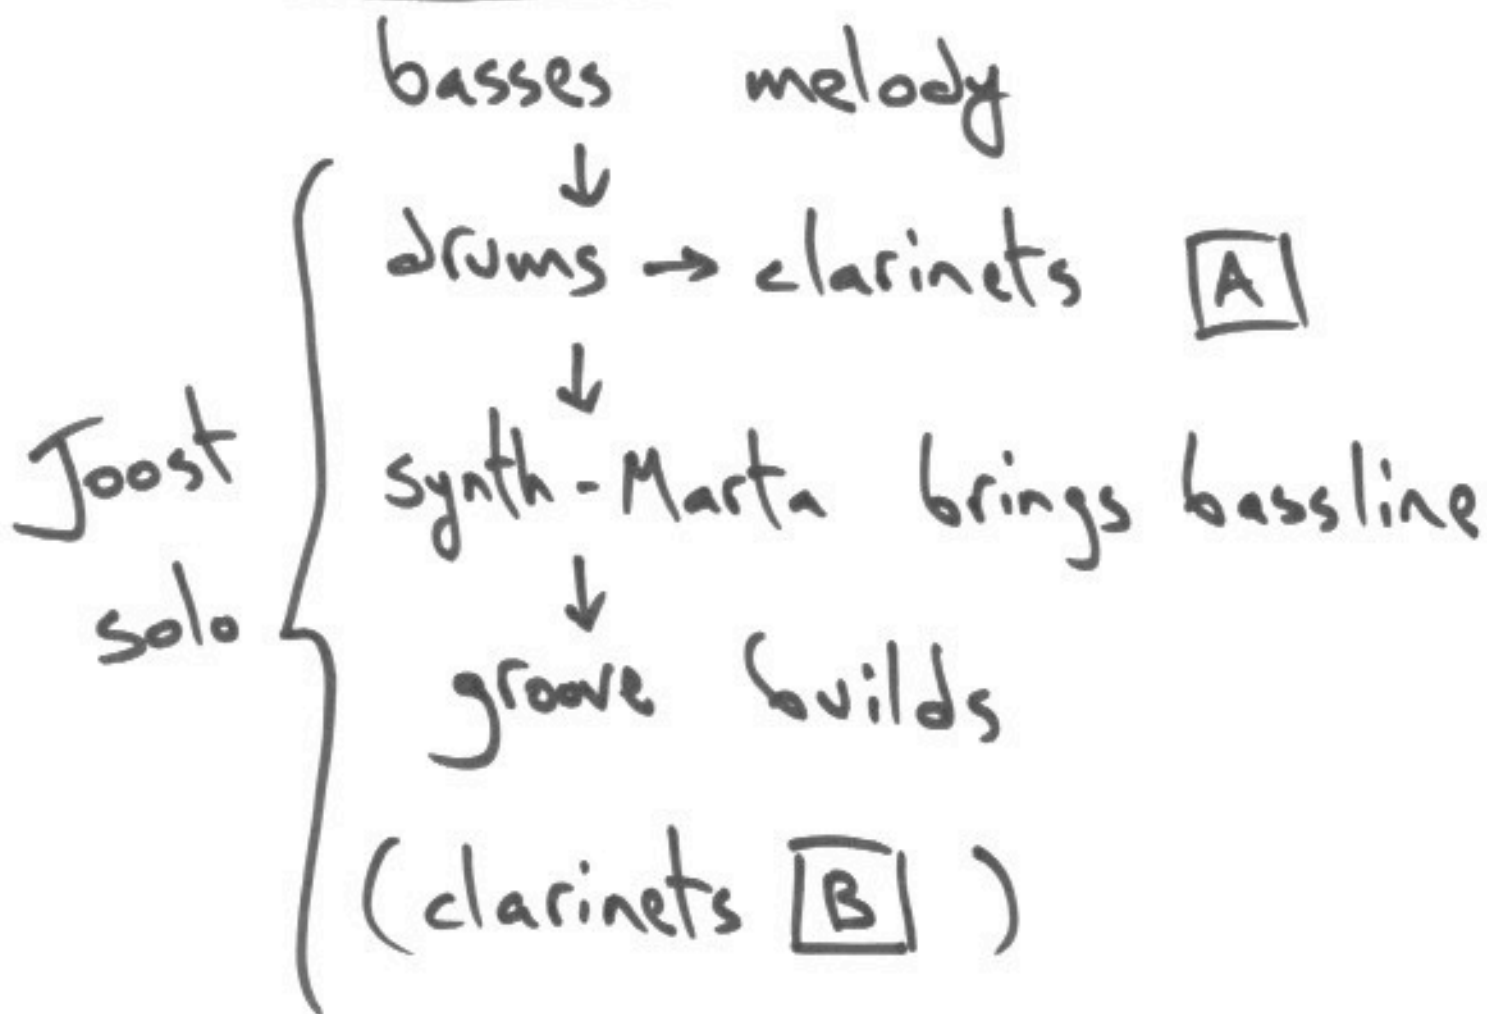 basses melody
↓
drums → clarinets A
↓
Joost
synth - Marta brings bassline
↓
solo
groove builds
(clarinets B )